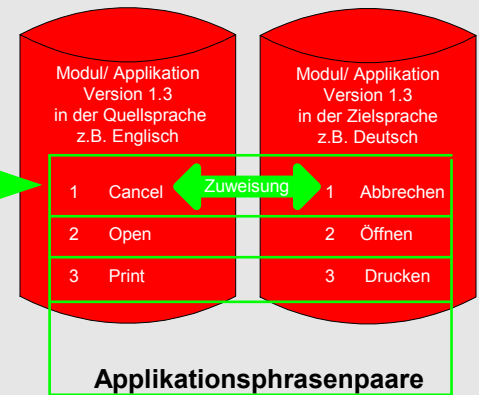 Modul/ Applikation
Version 1.3
in der Quellsprache
z.B. Englisch
Modul/ Applikation
Version 1.3
in der Zielsprache
z.B. Deutsch
1 Cancel Zuweisung 1 Abbrechen
2 Open 2 Öffnen
3 Print 3 Drucken
Applikationsphrasenpaare